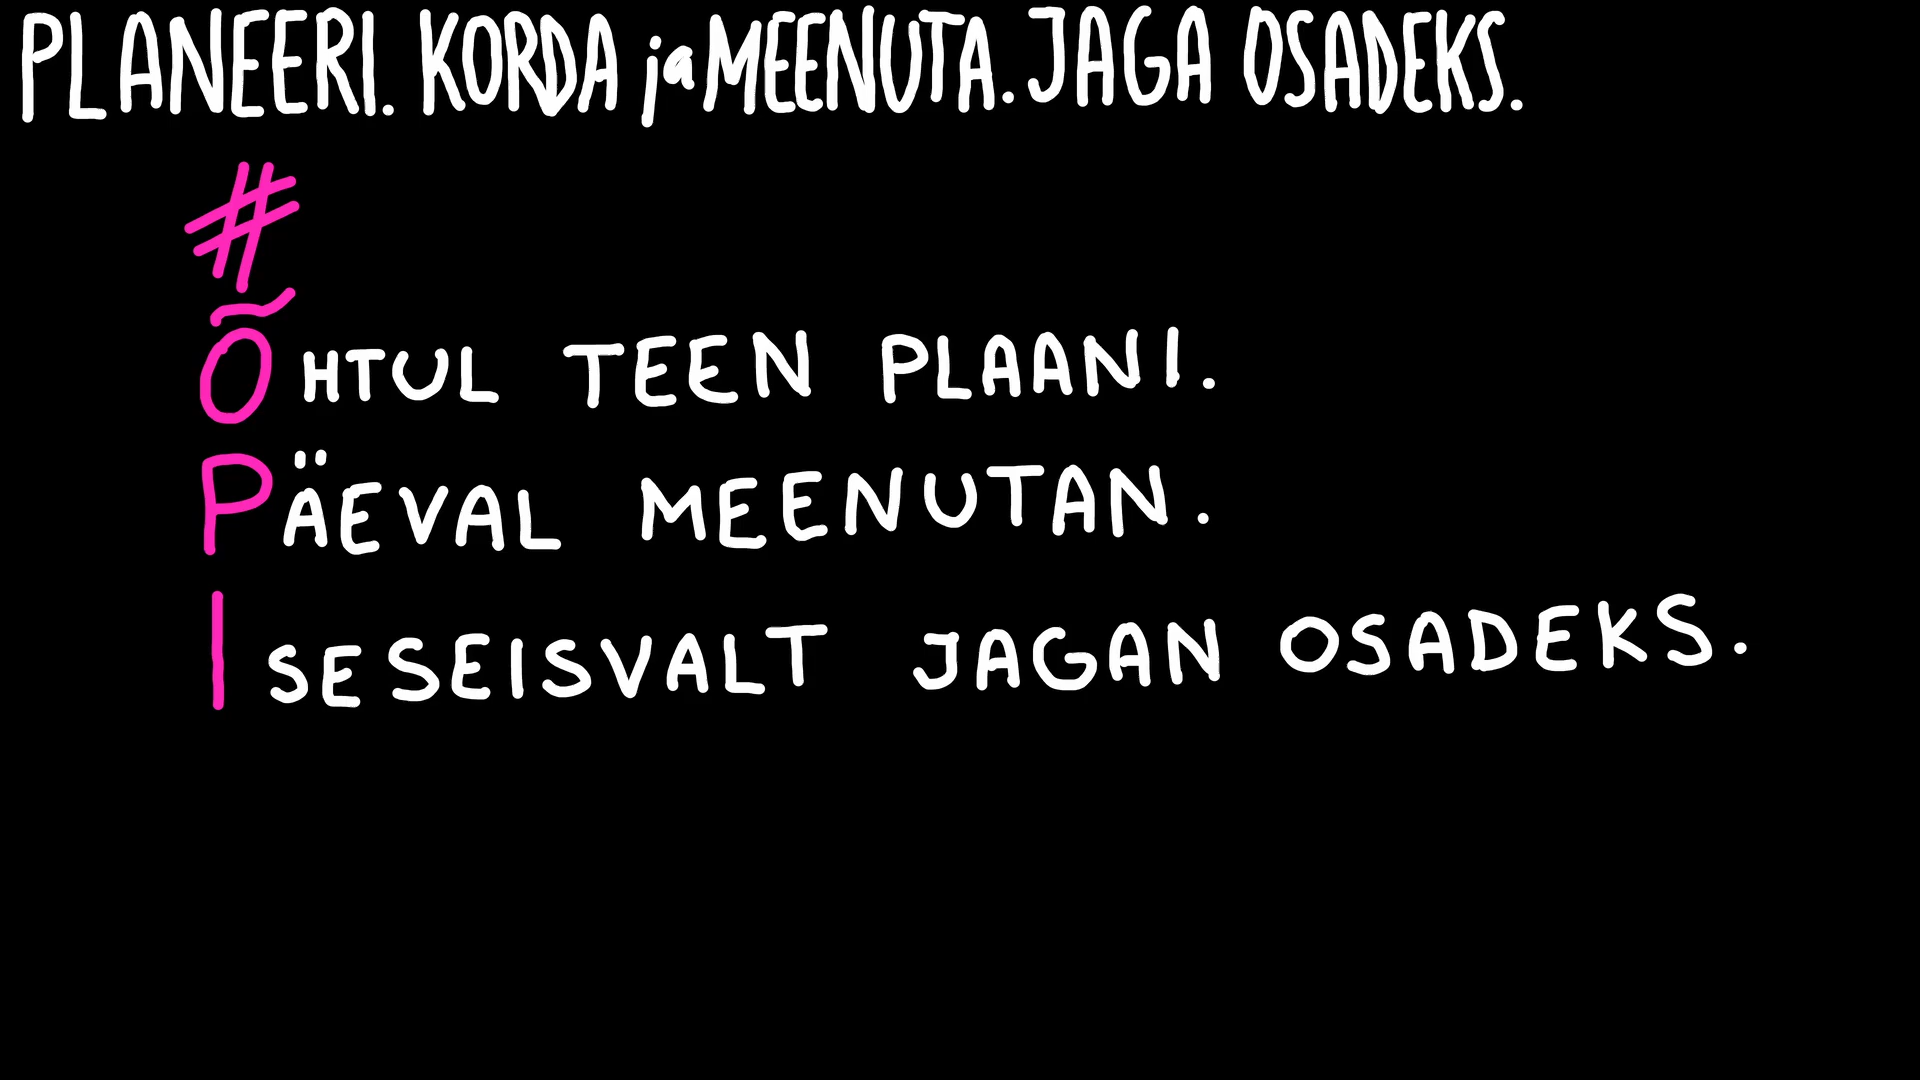 PLANEERI. KORDA ja MEENUTA. JAGA OSADEKS.
#
ÕHTUL TEEN PLAANI.
PÄEVAL MEENUTAN.
ISESEISVALT JAGAN OSADEKS.